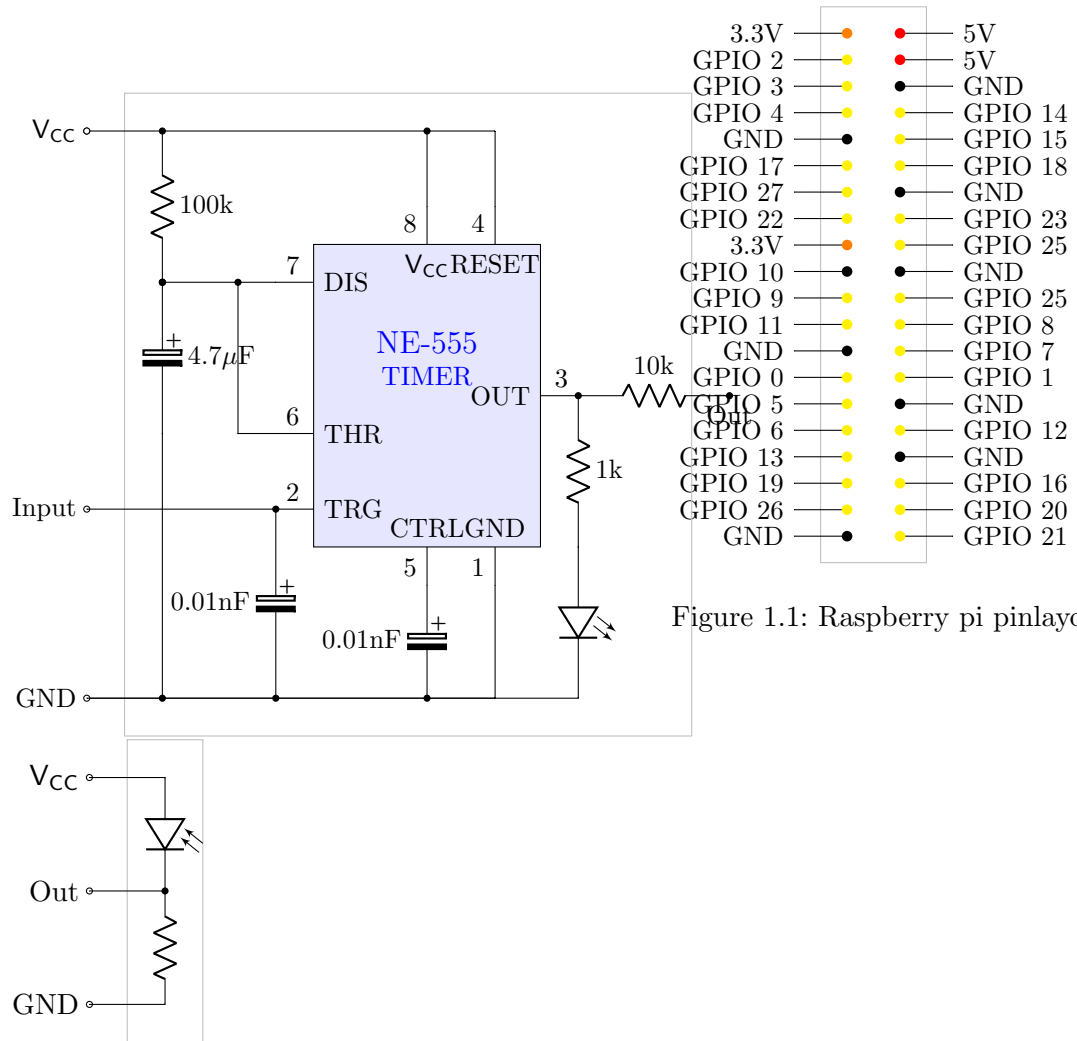 V_CC
100k
8
4
V_CC RESET
7
DIS
4.7μF
NE-555
TIMER
OUT
3
10k
Out
6
THR
1k
Input
2
TRG
CTRL GND
5
1
0.01nF
0.01nF
GND
V_CC
Out
GND
3.3V 5V
GPIO 2 5V
GPIO 3 GND
GPIO 4 GPIO 14
GND GPIO 15
GPIO 17 GPIO 18
GPIO 27 GND
GPIO 22 GPIO 23
3.3V GPIO 25
GPIO 10 GND
GPIO 9 GPIO 25
GPIO 11 GPIO 8
GND GPIO 7
GPIO 0 GPIO 1
GPIO 5 GND
GPIO 6 GPIO 12
GPIO 13 GND
GPIO 19 GPIO 16
GPIO 26 GPIO 20
GND GPIO 21
Figure 1.1: Raspberry pi pinlayo
+
+
+